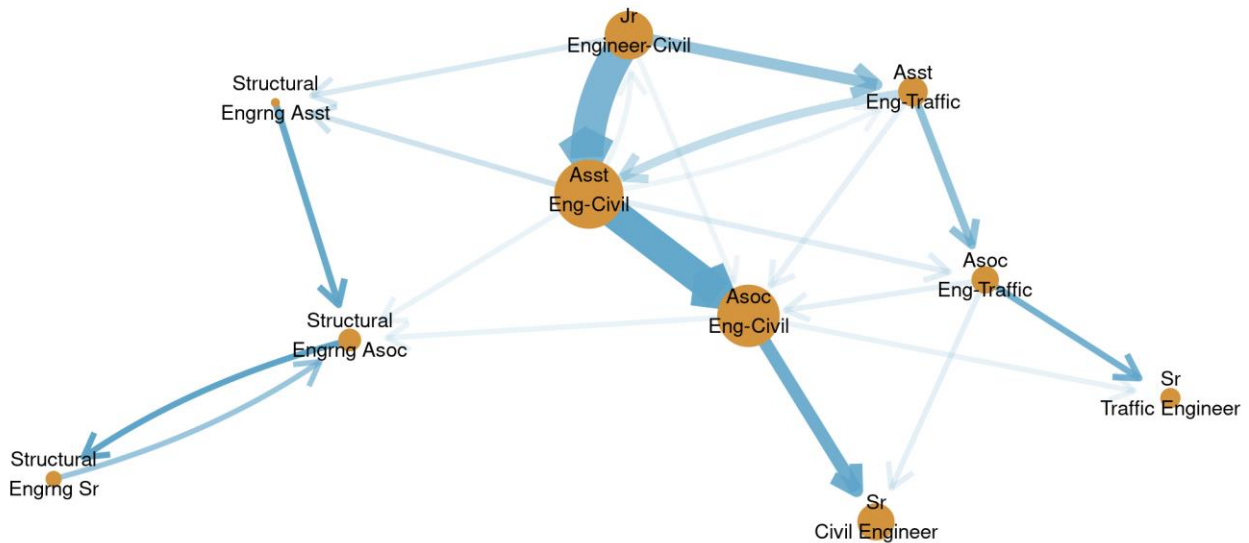 Jr
Engineer-Civil
Asst
Eng-Traffic
Structural
Engrng Asst
Asst
Eng-Civil
Asoc
Eng-Traffic
Asoc
Eng-Civil
Structural
Engrng Asoc
Sr
Traffic Engineer
Structural
Engrng Sr
Sr
Civil Engineer